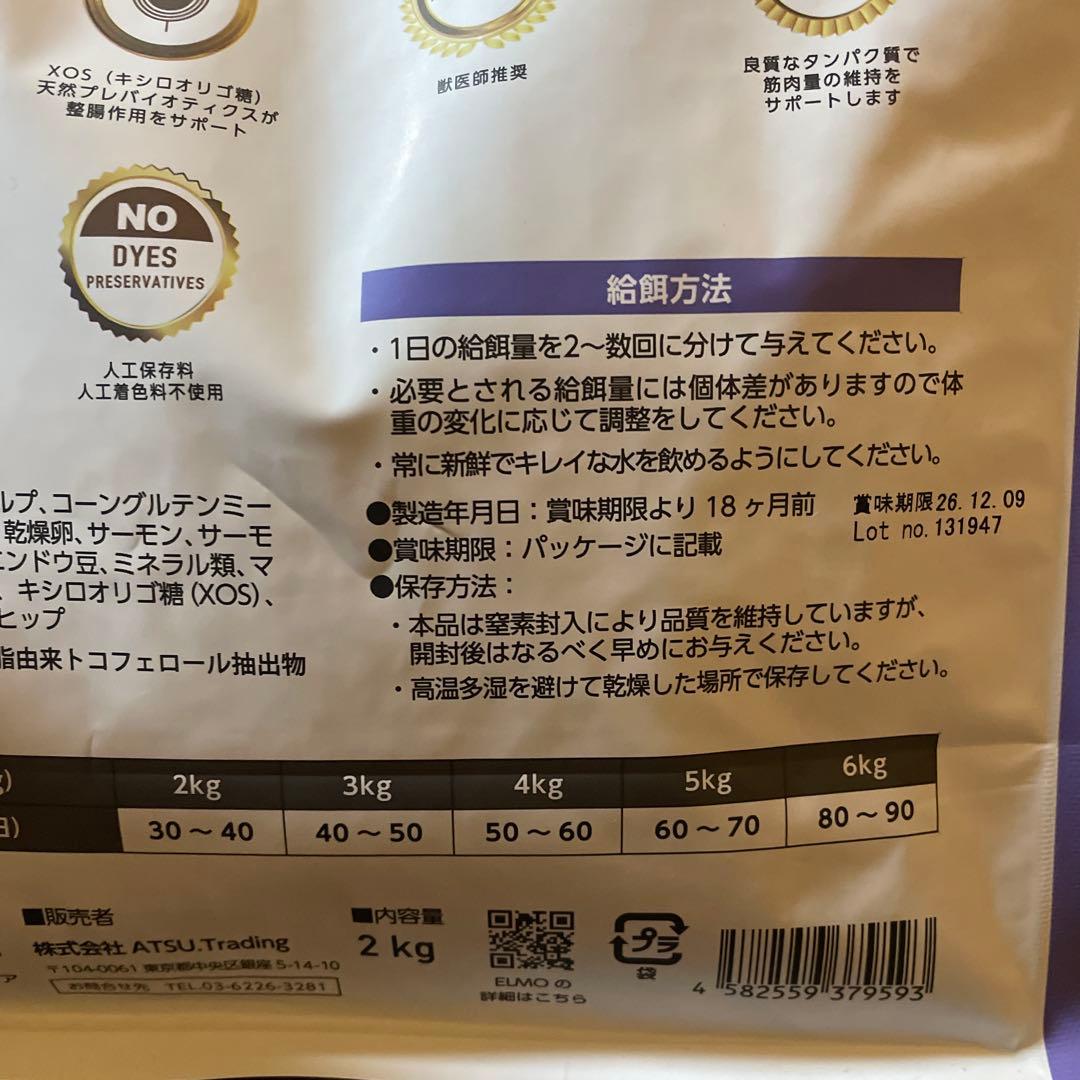 XOS（キシロオリゴ糖）
天然プレバイオティクスが
整腸作用をサポート
獣医師推奨
良質なタンパク質で
筋肉量の維持を
サポートします
NO
DYES
PRESERVATIVES
人工保存料
人工着色料不使用
給餌方法
・1日の給餌量を2〜数回に分けて与えてください。
・必要とされる給餌量には個体差がありますので体
重の変化に応じて調整をしてください。
・常に新鮮でキレイな水を飲めるようにしてください。
●製造年月日：賞味期限より 18 ヶ月前
●賞味期限：パッケージに記載
●保存方法：
・本品は窒素封入により品質を維持していますが、
開封後はなるべく早めにお与えください。
・高温多湿を避けて乾燥した場所で保存してください。
賞味期限26.12.09
Lot no.131947
ルプ、コーングルテンミー
乾燥卵、サーモン、サーモ
エンドウ豆、ミネラル類、マ
、キシロオリゴ糖（XOS）、
ヒップ
脂由来トコフェロール抽出物
g) 2kg 3kg 4kg 5kg 6kg
日) 30〜40 40〜50 50〜60 60〜70 80〜90
■販売者
株式会社 ATSU.Trading
〒104-0061 東京都中央区銀座 5-14-10
お問合せ先 TEL.03-6226-3281
ア
■内容量
2 kg
ELMO の
詳細はこちら
プラ
袋
4 582559 379593